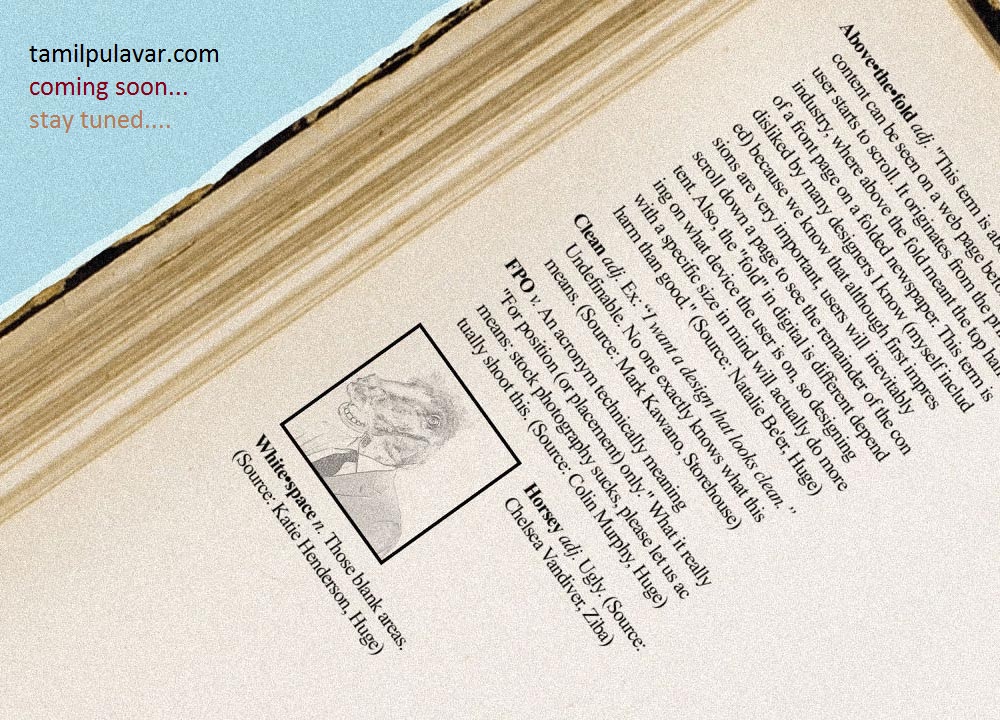 tamilpulavar.com
coming soon...
stay tuned....
Above•the•fold adj. "This term is
content can be seen on a web page
user starts to scroll. It originates from the
industry, where above the fold meant the top
of a front page on a folded newspaper. This term is
disliked by many designers I know (myself includ
ed) because we know that although first impres
sions are very important, users will inevitably
scroll down a page to see the remainder of the con
tent. Also, the "fold" in digital is different depend
ing on what device the user is on, so designing
with a specific size in mind will actually do more
harm than good." (Source: Natalie Be'er, Huge)
Clean adj. Ex: "I want a design that looks clean."
Undefinable. No one exactly knows what this
means. (Source: Mark Kawano, Storehouse)
FPO v. An acronym technically meaning
"For position (or placement) only." What it really
means: stock photography sucks, please let us ac
tually shoot this. (Source: Colin Murphy, Huge)
Horsey adj. Ugly. (Source:
Chelsea Vandiver, Ziba)
White•space n. Those blank areas.
(Source: Katie Henderson, Huge)